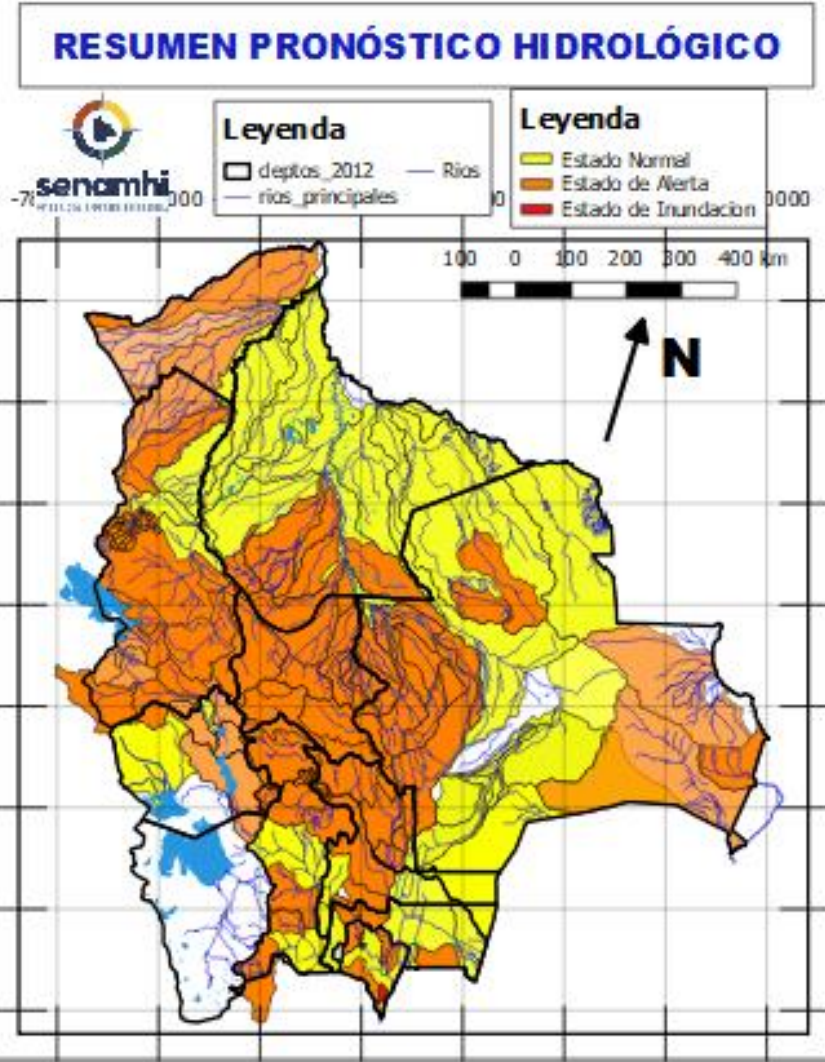 RESUMEN PRONÓSTICO HIDROLÓGICO
senamhi
Leyenda
deptos_2012
Rios
rios_principales
Leyenda
Estado Normal
Estado de Alerta
Estado de Inundacion
100 0 100 200 300 400 km
N